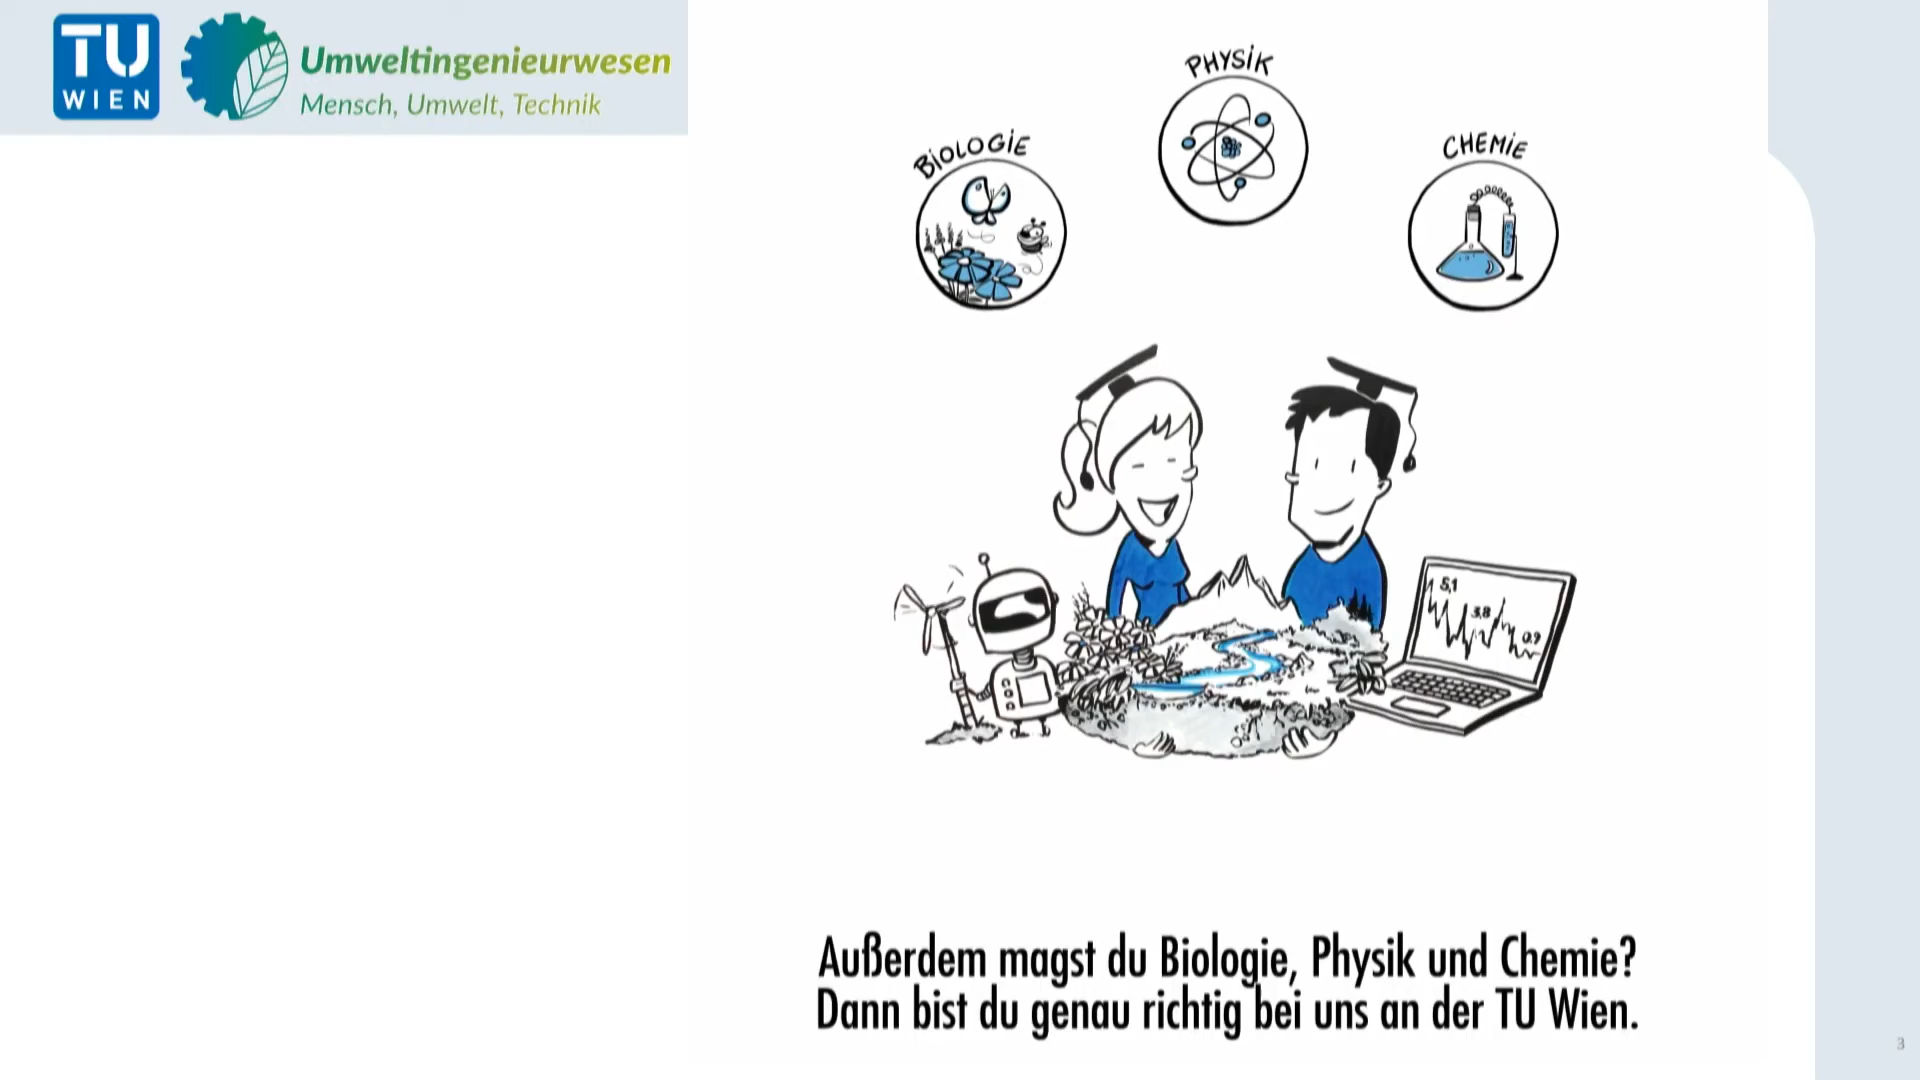 TU
WIEN
Umweltingenieurwesen
Mensch, Umwelt, Technik
PHYSIK
BIOLOGIE
CHEMIE
5,1
3,8
0,9
Außerdem magst du Biologie, Physik und Chemie?
Dann bist du genau richtig bei uns an der TU Wien.
3